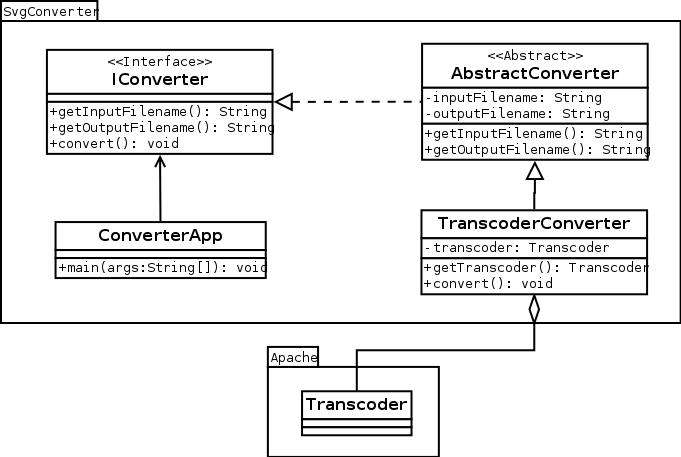 SvgConverter
<<Interface>>
IConverter
+getInputFilename(): String
+getOutputFilename(): String
+convert(): void
<<Abstract>>
AbstractConverter
-inputFilename: String
-outputFilename: String
+getInputFilename(): String
+getOutputFilename(): String
ConverterApp
+main(args:String[]): void
TranscoderConverter
-transcoder: Transcoder
+getTranscoder(): Transcoder
+convert(): void
Apache
Transcoder